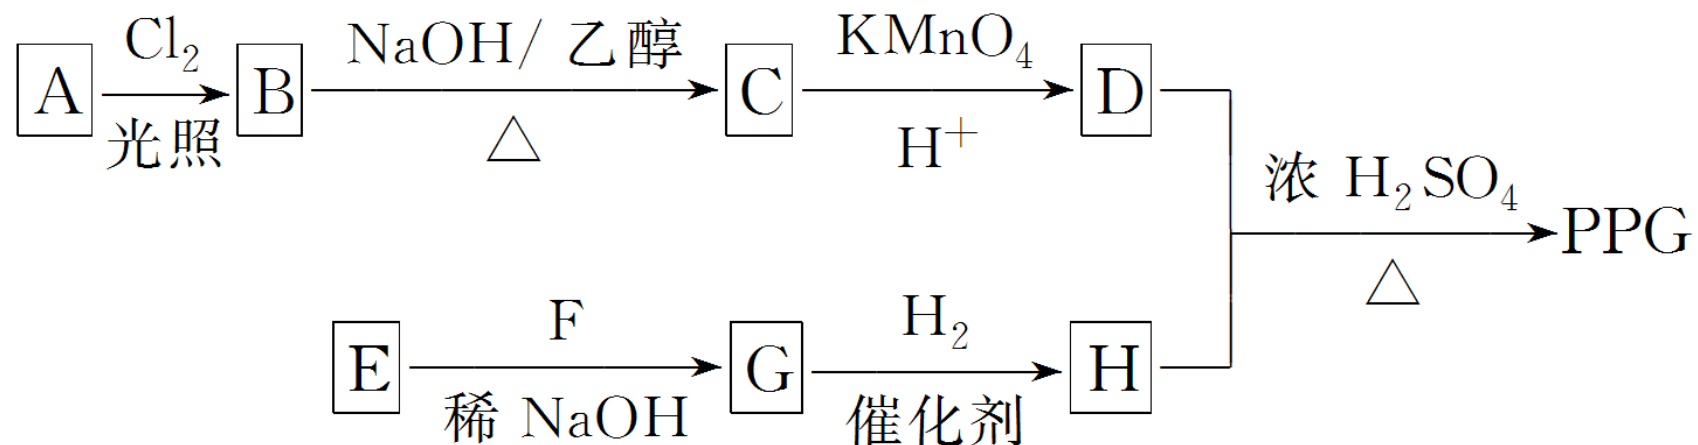 A Cl₂ 光照 B NaOH/ 乙醇 △ C KMnO₄ H⁺ D
浓 H₂SO₄ △ PPG
E F 稀 NaOH G H₂ 催化剂 H